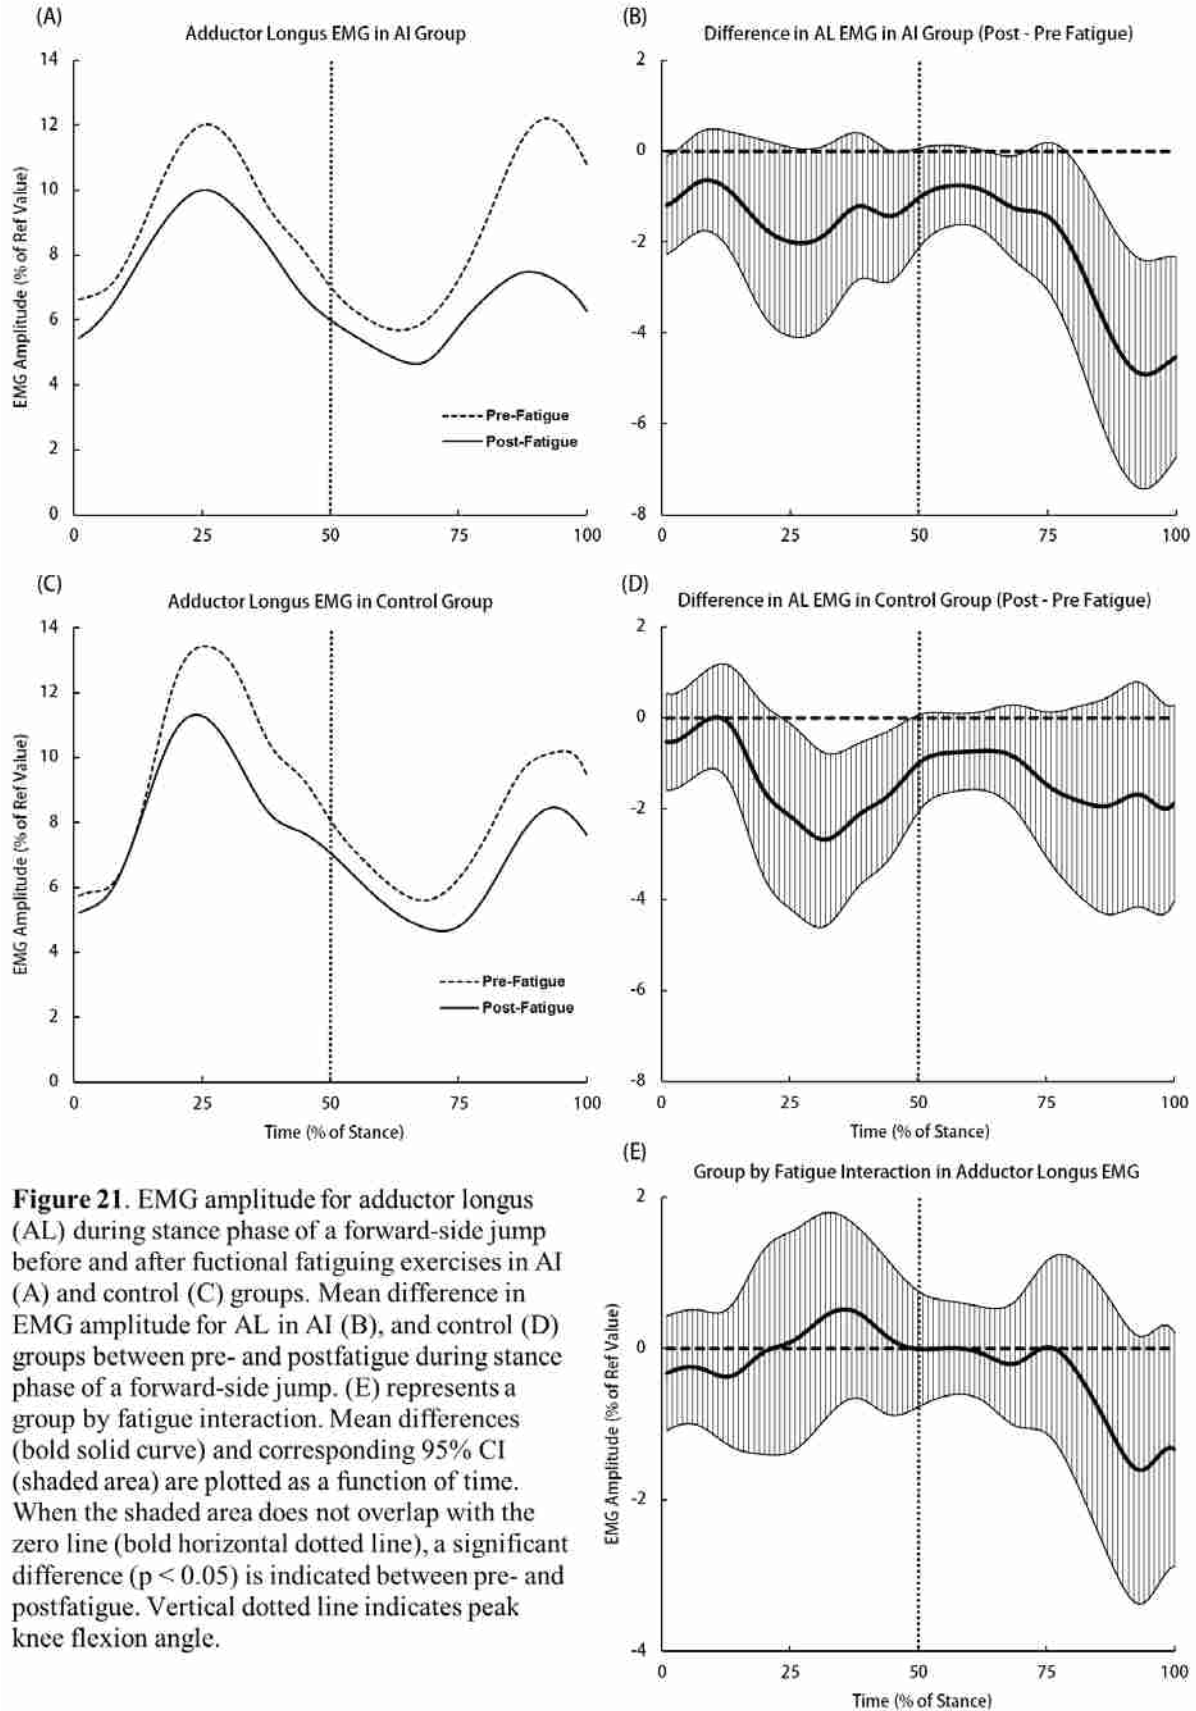 (A)
Adductor Longus EMG in AI Group
14
12
10
8
6
4
2
0
EMG Amplitude (% of Ref Value)
Pre-Fatigue
Post-Fatigue
0 25 50 75 100
(B)
Difference in AL EMG in AI Group (Post - Pre Fatigue)
2
0
-2
-4
-6
-8
0 25 50 75 100
(C)
Adductor Longus EMG in Control Group
14
12
10
8
6
4
2
0
EMG Amplitude (% of Ref Value)
Pre-Fatigue
Post-Fatigue
0 25 50 75 100
Time (% of Stance)
(D)
Difference in AL EMG in Control Group (Post - Pre Fatigue)
2
0
-2
-4
-6
-8
0 25 50 75 100
Time (% of Stance)
(E)
Group by Fatigue Interaction in Adductor Longus EMG
2
0
-2
-4
EMG Amplitude (% of Ref Value)
0 25 50 75 100
Time (% of Stance)
Figure 21. EMG amplitude for adductor longus
(AL) during stance phase of a forward-side jump
before and after fuctional fatiguing exercises in AI
(A) and control (C) groups. Mean difference in
EMG amplitude for AL in AI (B), and control (D)
groups between pre- and postfatigue during stance
phase of a forward-side jump. (E) represents a
group by fatigue interaction. Mean differences
(bold solid curve) and corresponding 95% CI
(shaded area) are plotted as a function of time.
When the shaded area does not overlap with the
zero line (bold horizontal dotted line), a significant
difference (p < 0.05) is indicated between pre- and
postfatigue. Vertical dotted line indicates peak
knee flexion angle.